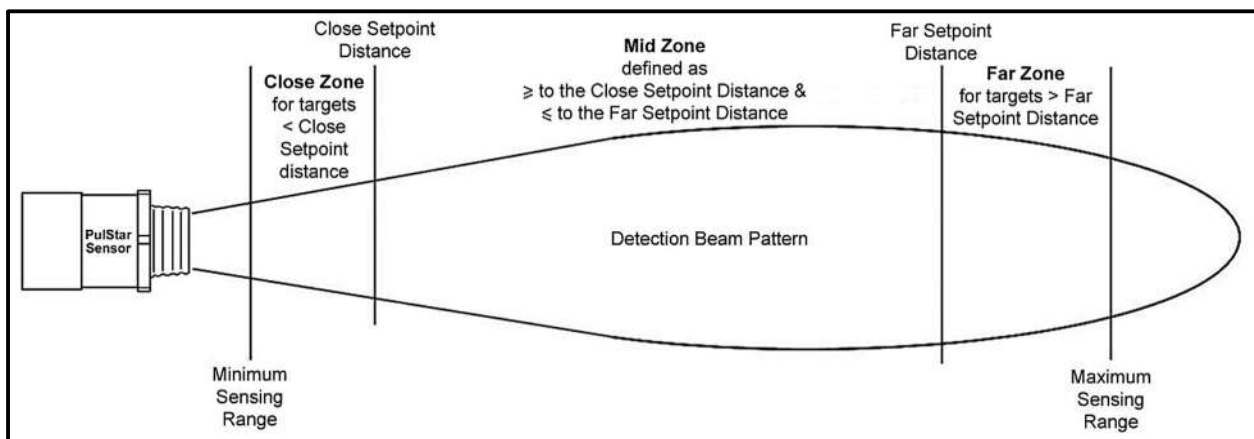 Close Setpoint
Distance
Close Zone
for targets
< Close
Setpoint
distance
Mid Zone
defined as
⩾ to the Close Setpoint Distance &
⩽ to the Far Setpoint Distance
Far Setpoint
Distance
Far Zone
for targets > Far
Setpoint Distance
PulStar
Sensor
Detection Beam Pattern
Minimum
Sensing
Range
Maximum
Sensing
Range